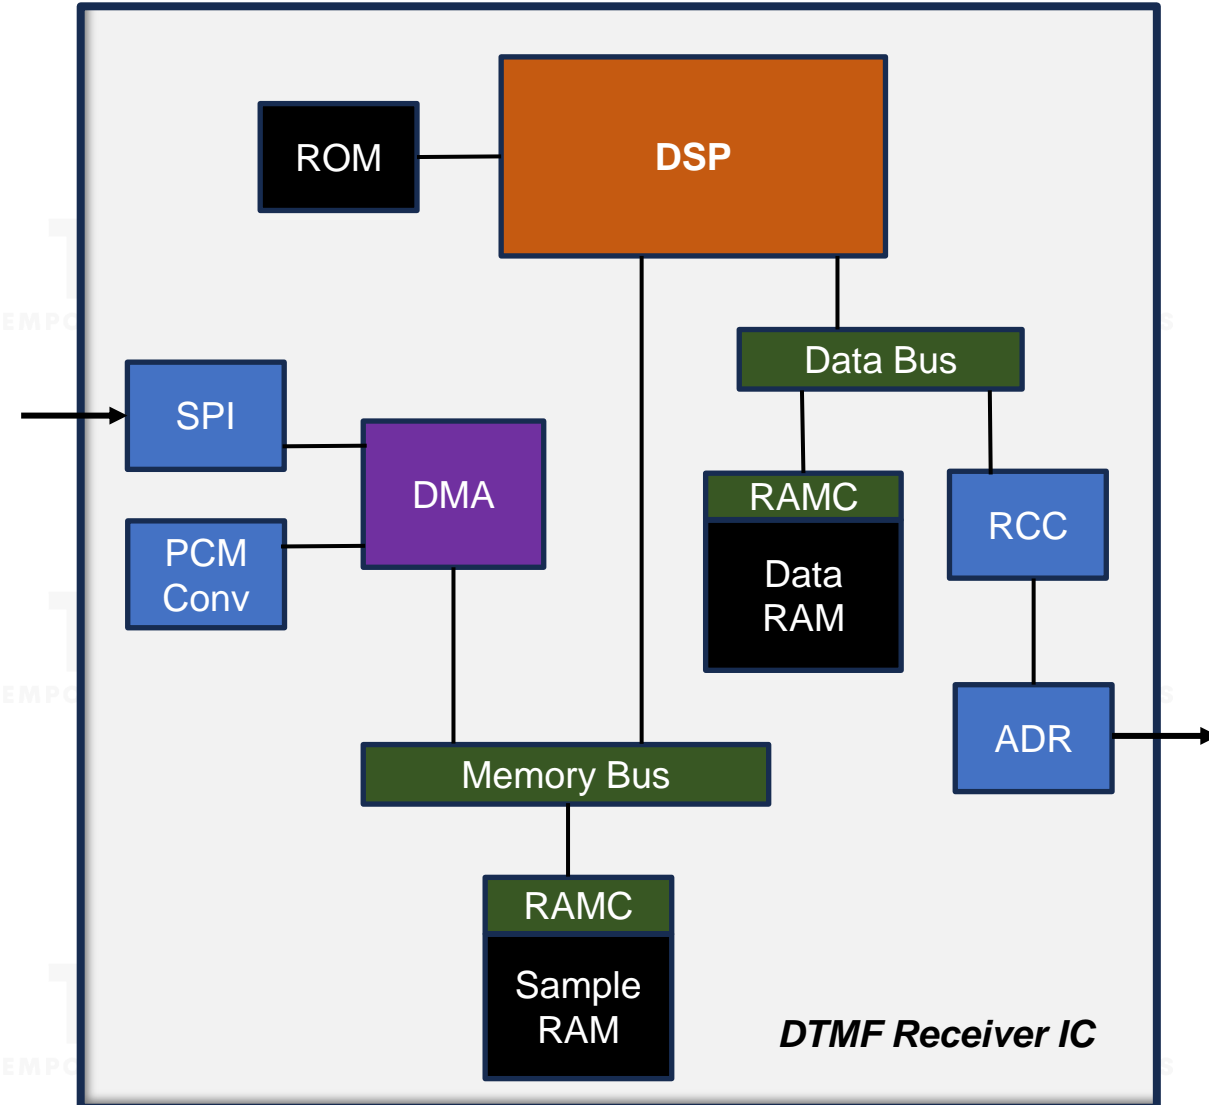 DSP
ROM
Data Bus
SPI
DMA
RAMC
RCC
PCM
Conv
Data
RAM
ADR
Memory Bus
RAMC
Sample
RAM
DTMF Receiver IC